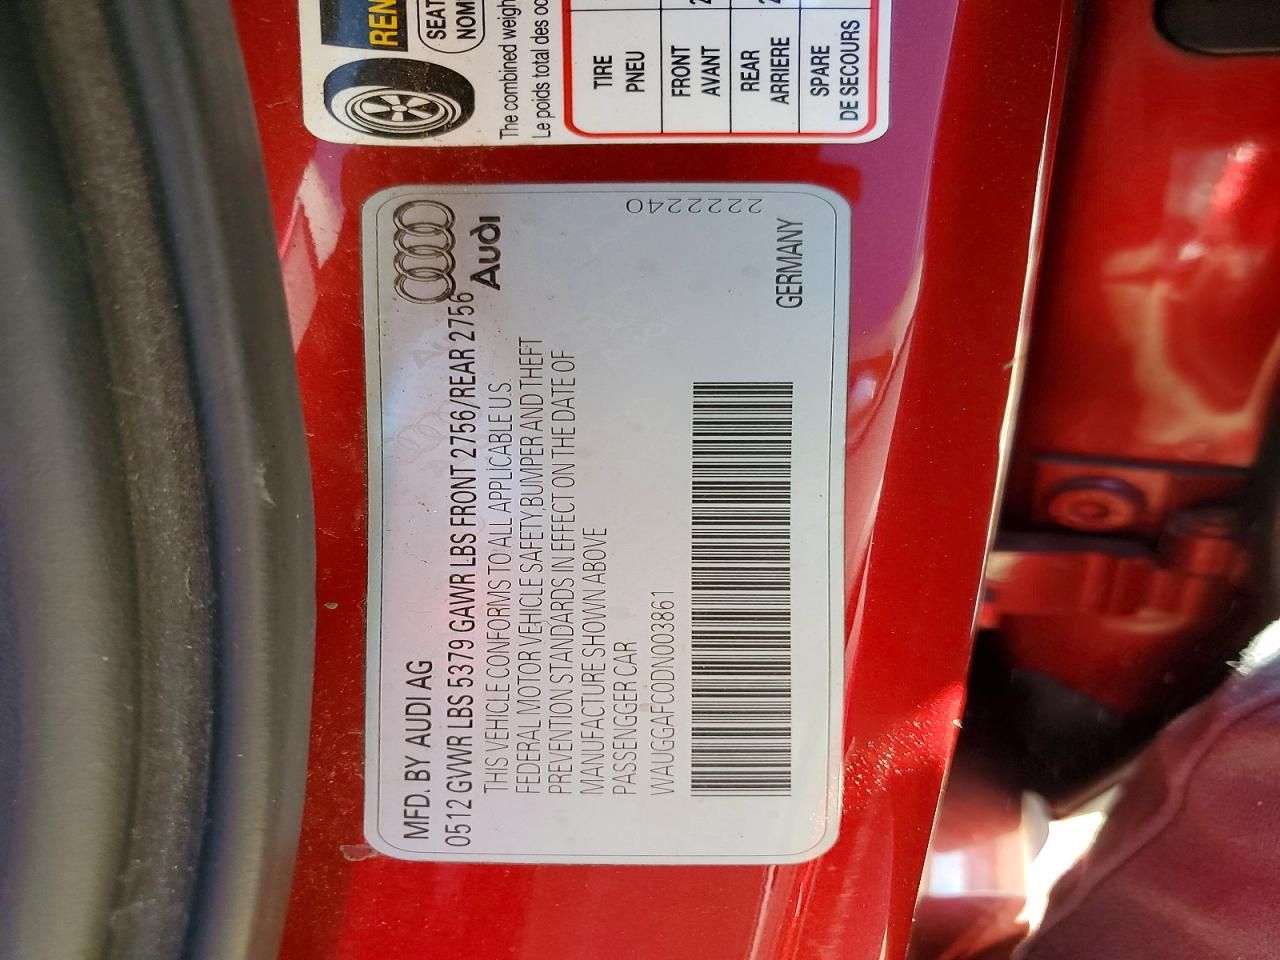 MFD. BY AUDI AG
0512 GVWR LBS 5379 GAWR LBS FRONT 2756/REAR 2756
Audi
THIS VEHICLE CONFORMS TO ALL APPLICABLE U.S.
FEDERAL MOTOR VEHICLE SAFETY,BUMPER AND THEFT
PREVENTION STANDARDS IN EFFECT ON THE DATE OF
MANUFACTURE SHOWN ABOVE
PASSENGGER CAR
WAUGGAFC0DN003861
GERMANY
222224O
SEAT
NOM
The combined weigh
Le poids total des oc
TIRE
PNEU
FRONT
AVANT
REAR
ARRIERE
SPARE
DE SECOURS